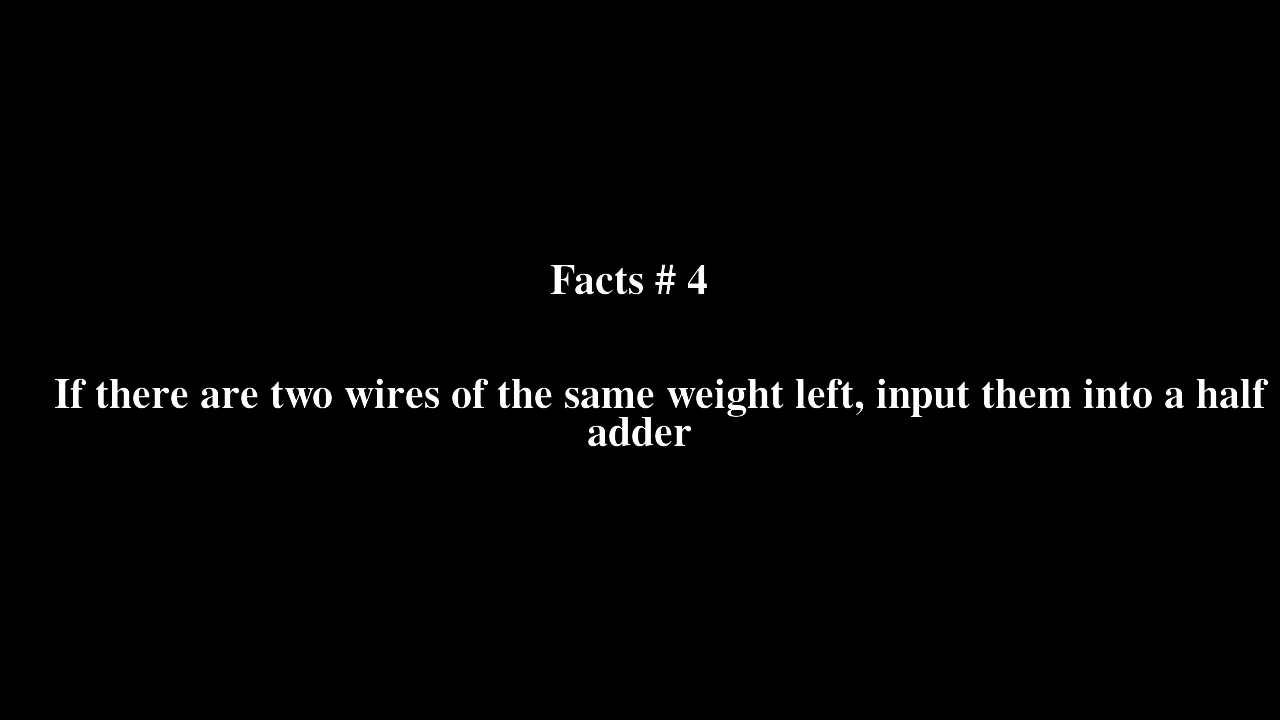 Facts # 4
If there are two wires of the same weight left, input them into a half
adder